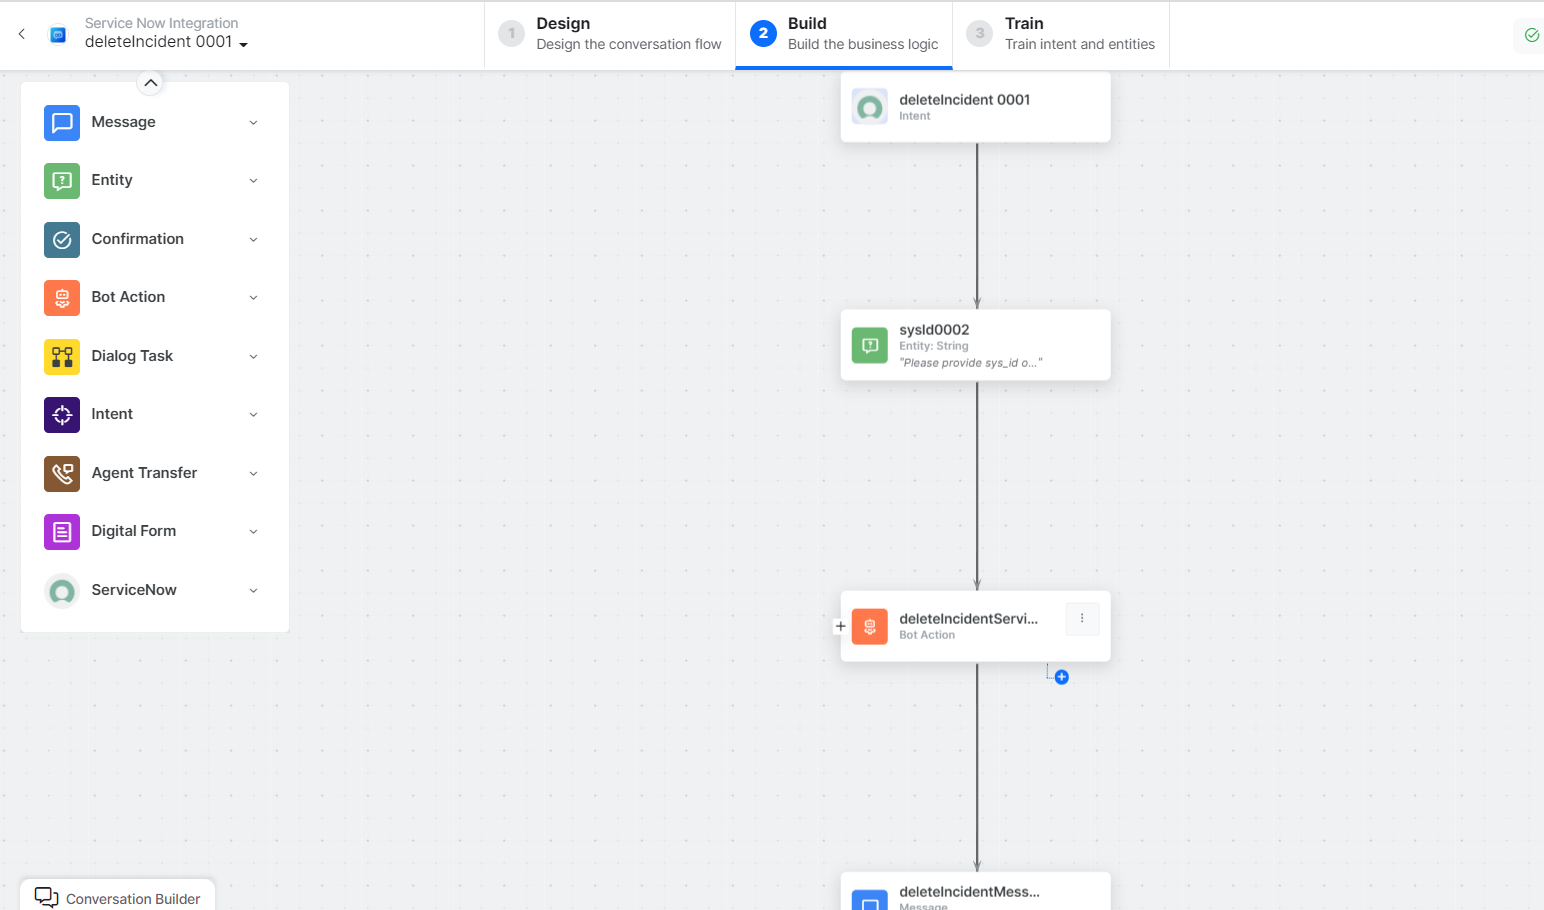 Service Now Integration
deleteIncident 0001
1
Design
Design the conversation flow
2
Build
Build the business logic
3
Train
Train intent and entities
Message
Entity
Confirmation
Bot Action
Dialog Task
Intent
Agent Transfer
Digital Form
ServiceNow
deleteIncident 0001
Intent
sysId0002
Entity: String
"Please provide sys_id o..."
deleteIncidentServi...
Bot Action
deleteIncidentMess...
Message
Conversation Builder